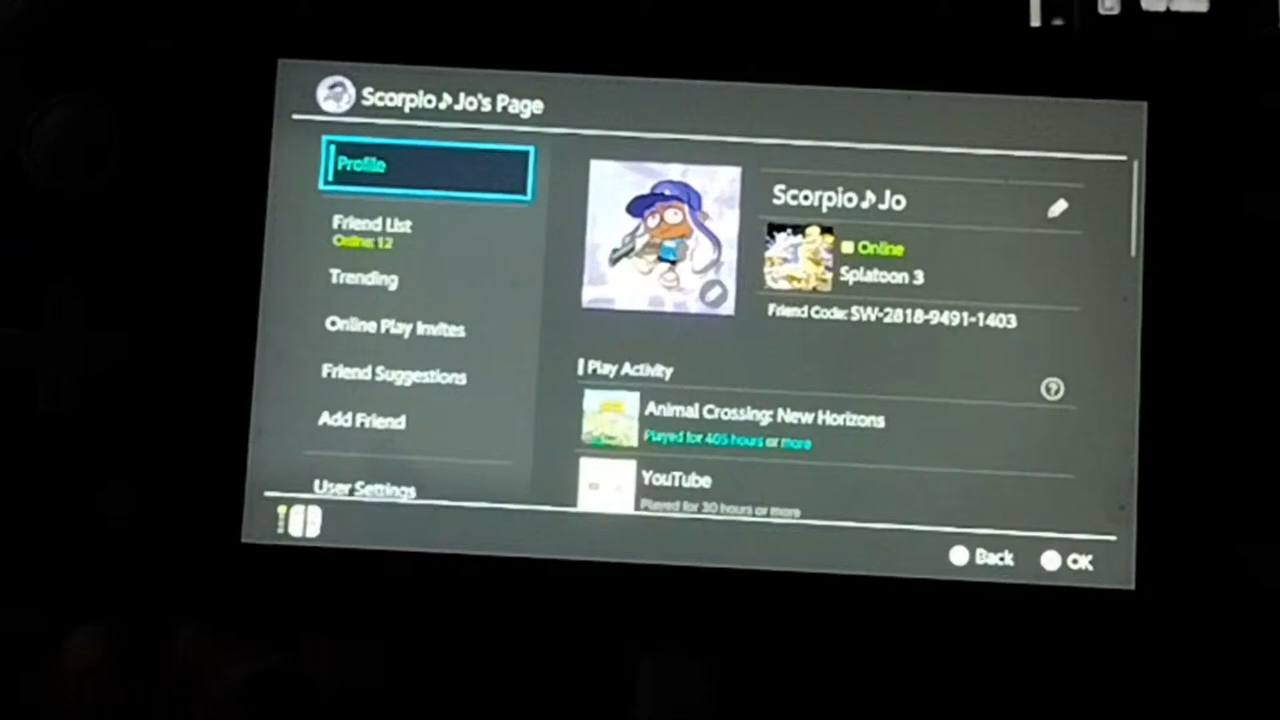 Scorpio♪Jo's Page
Profile
Friend List
Online: 12
Trending
Online Play Invites
Friend Suggestions
Add Friend
User Settings
Scorpio♪Jo
Online
Splatoon 3
Friend Code: SW-2818-9491-1403
Play Activity
?
Animal Crossing: New Horizons
Played for 405 hours or more
YouTube
Played for 30 hours or more
Back
OK